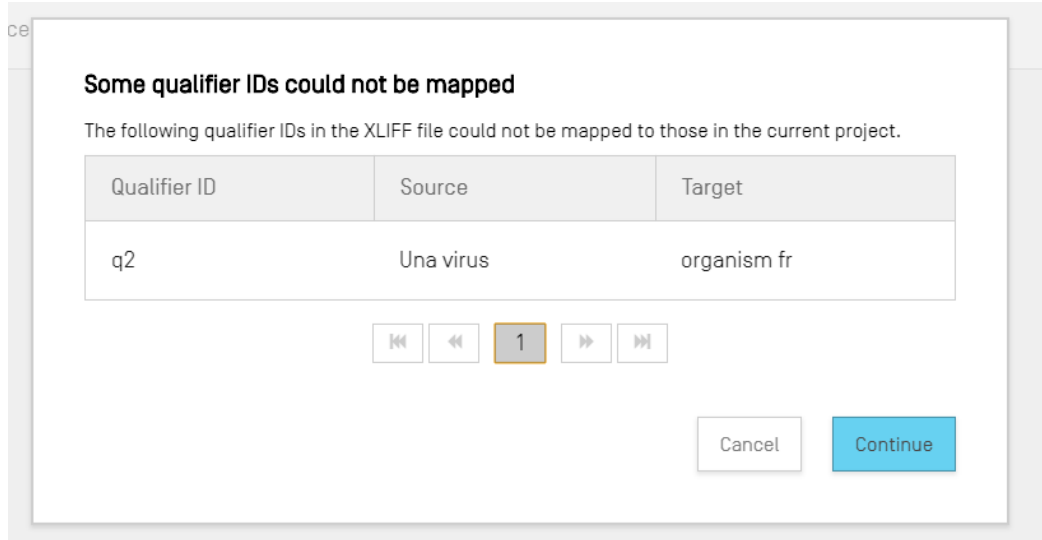 ce
Some qualifier IDs could not be mapped
The following qualifier IDs in the XLIFF file could not be mapped to those in the current project.
Qualifier ID Source Target
q2 Una virus organism fr
1
Cancel Continue